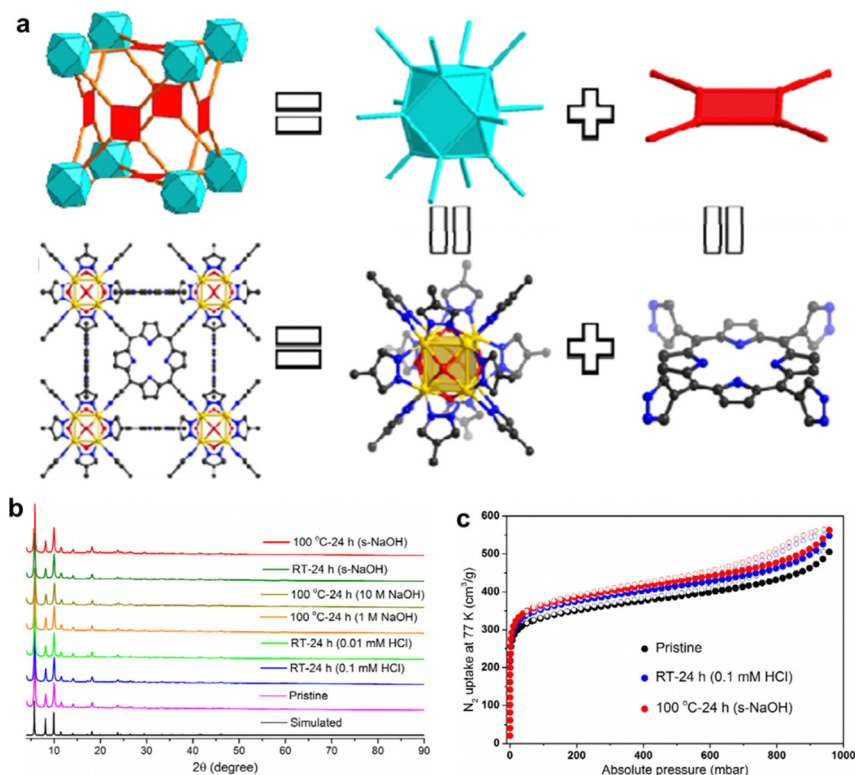 a
b
100 °C-24 h (s-NaOH)
RT-24 h (s-NaOH)
100 °C-24 h (10 M NaOH)
100 °C-24 h (1 M NaOH)
RT-24 h (0.01 mM HCl)
RT-24 h (0.1 mM HCl)
Pristine
Simulated
10 20 30 40 50 60 70 80 90
2θ (degree)
c
600
500
400
300
200
100
0
N₂ uptake at 77 K (cm³/g)
Pristine
RT-24 h (0.1 mM HCl)
100 °C-24 h (s-NaOH)
0 200 400 600 800 1000
Absolute pressure (mbar)